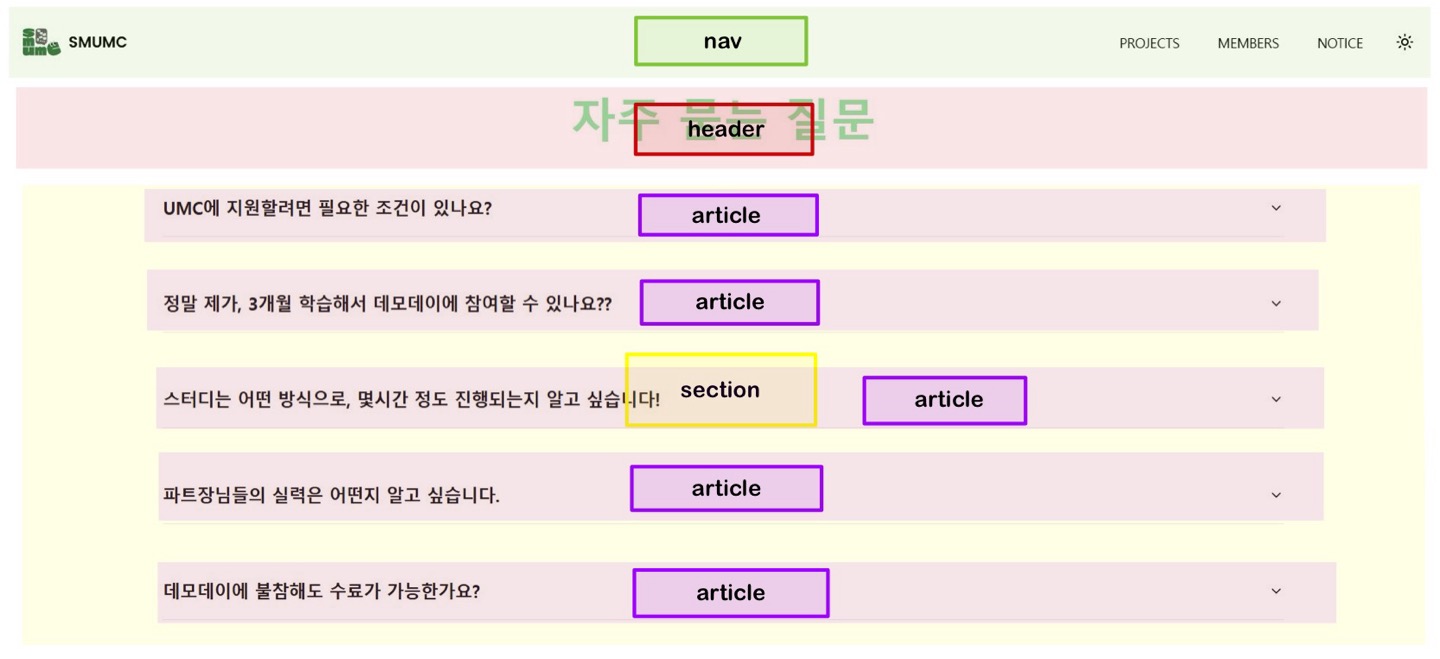 SMUMC
nav
PROJECTS MEMBERS NOTICE
자주 묻는 질문
header
UMC에 지원할려면 필요한 조건이 있나요?
article
정말 제가, 3개월 학습해서 데모데이에 참여할 수 있나요??
article
스터디는 어떤 방식으로, 몇시간 정도 진행되는지 알고 싶습니다!
section
article
파트장님들의 실력은 어떤지 알고 싶습니다.
article
데모데이에 불참해도 수료가 가능한가요?
article